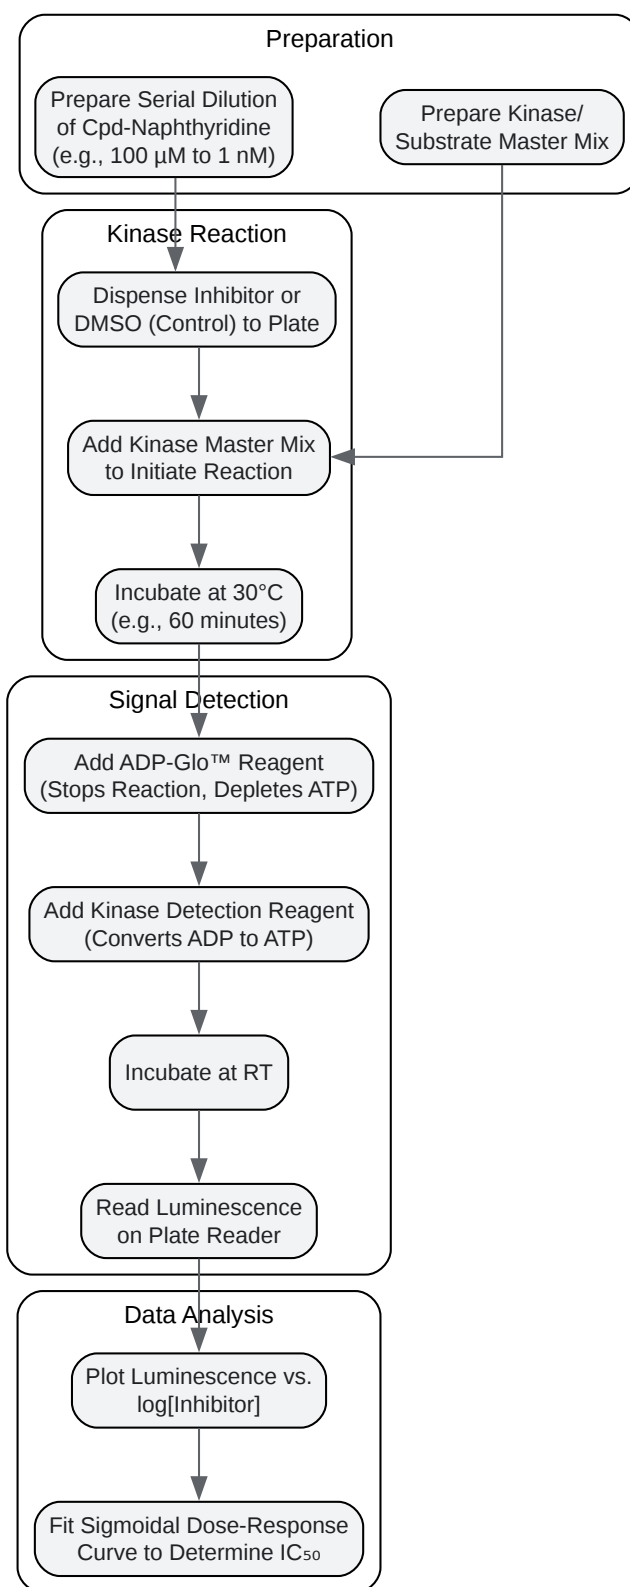 Preparation
Prepare Serial Dilution
of Cpd-Naphthyridine
(e.g., 100 µM to 1 nM)
Prepare Kinase/
Substrate Master Mix
Kinase Reaction
Dispense Inhibitor or
DMSO (Control) to Plate
Add Kinase Master Mix
to Initiate Reaction
Incubate at 30°C
(e.g., 60 minutes)
Signal Detection
Add ADP-Glo™ Reagent
(Stops Reaction, Depletes ATP)
Add Kinase Detection Reagent
(Converts ADP to ATP)
Incubate at RT
Read Luminescence
on Plate Reader
Data Analysis
Plot Luminescence vs.
log[Inhibitor]
Fit Sigmoidal Dose-Response
Curve to Determine IC₅₀